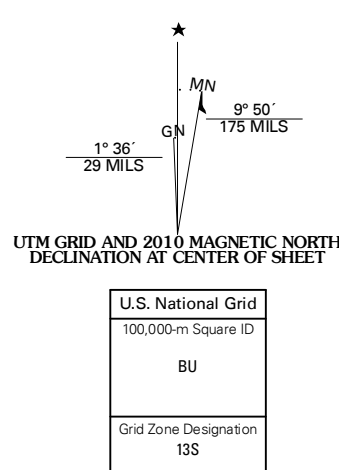 MN
9° 50´
175 MILS
GN
1° 36´
29 MILS
UTM GRID AND 2010 MAGNETIC NORTH
DECLINATION AT CENTER OF SHEET
U.S. National Grid
100,000-m Square ID
BU
Grid Zone Designation
13S